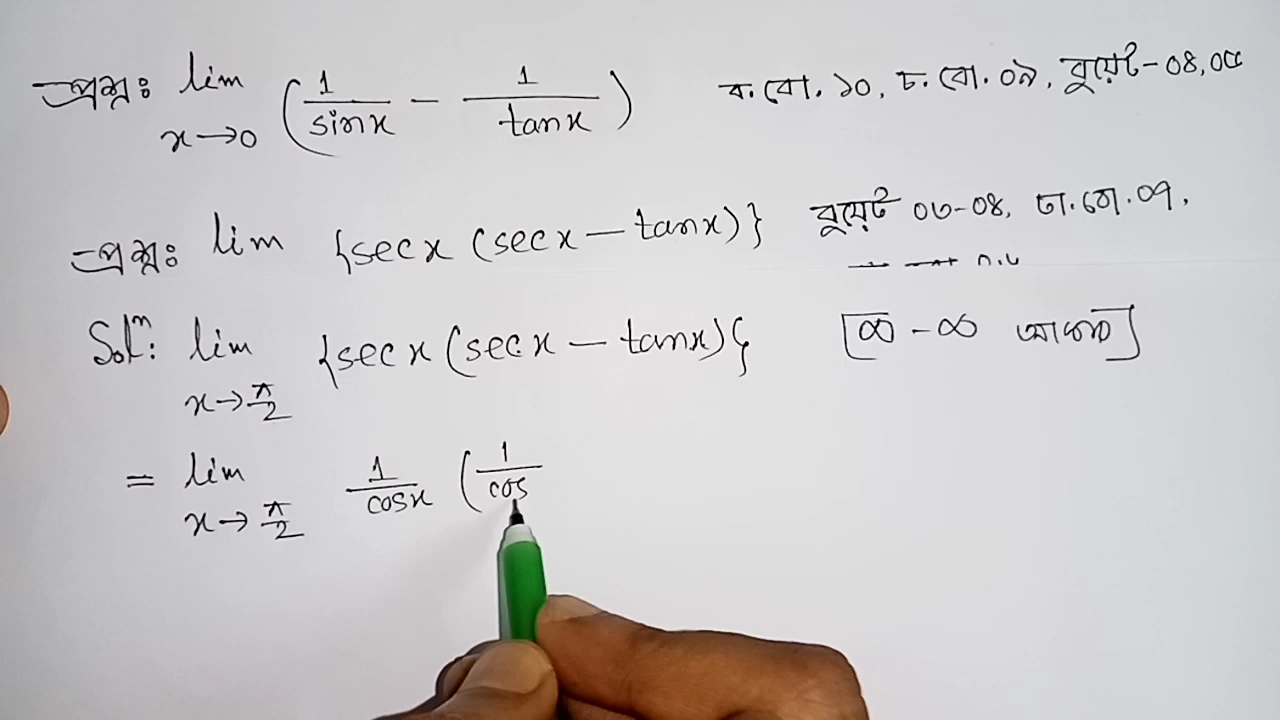 প্রশ্নঃ lim x→0 (1/sinx − 1/tanx) ব.বো. ১০, চ.বো. ০৯, বুয়েট-০৪,০৫
প্রশ্নঃ lim {secx (secx − tanx)} বুয়েট ০৩-০৪, ঢা.বো.০৭,
Solⁿ: lim x→π/2 {secx (secx − tanx)} [∞ - ∞ আকার]
= lim x→π/2 1/cosx (1/cos